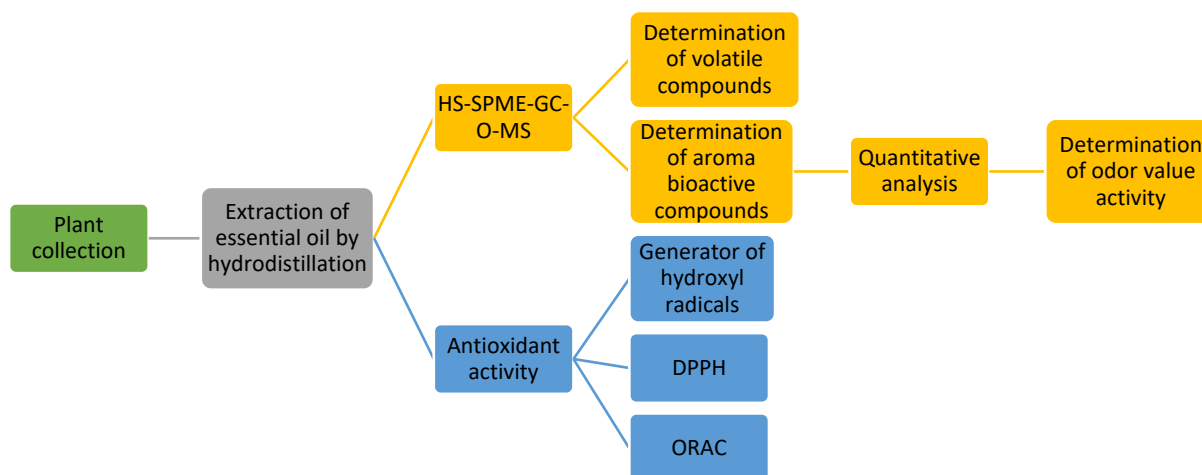 Plant
collection
Extraction of
essential oil by
hydrodistillation
HS-SPME-GC-
O-MS
Determination
of volatile
compounds
Determination
of aroma
bioactive
compounds
Quantitative
analysis
Determination
of odor value
activity
Antioxidant
activity
Generator of
hydroxyl
radicals
DPPH
ORAC